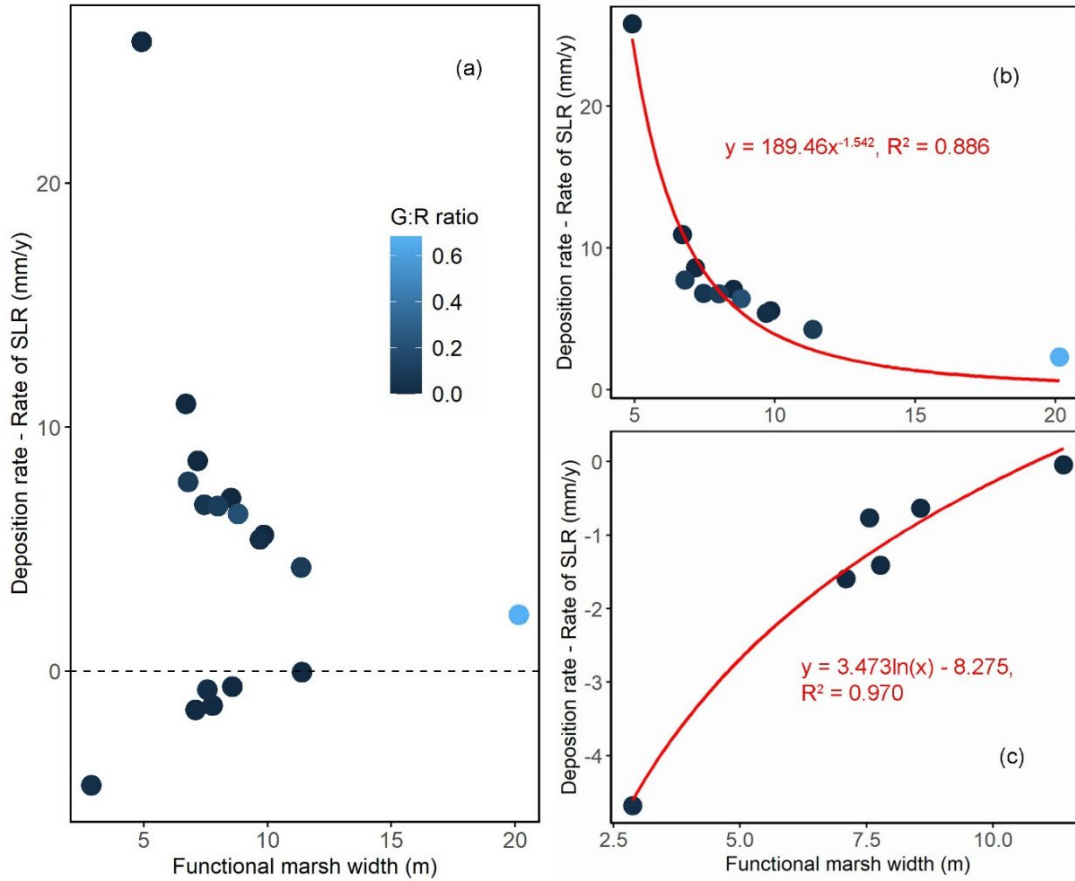 (a)
Deposition rate - Rate of SLR (mm/y)
20
10
0
G:R ratio
0.6
0.4
0.2
0.0
5
10
15
20
Functional marsh width (m)
(b)
Deposition rate - Rate of SLR (mm/y)
20
10
0
y = 189.46x^-1.542, R² = 0.886
5
10
15
20
(c)
Deposition rate - Rate of SLR (mm/y)
0
-1
-2
-3
-4
y = 3.473ln(x) - 8.275,
R² = 0.970
2.5
5.0
7.5
10.0
Functional marsh width (m)